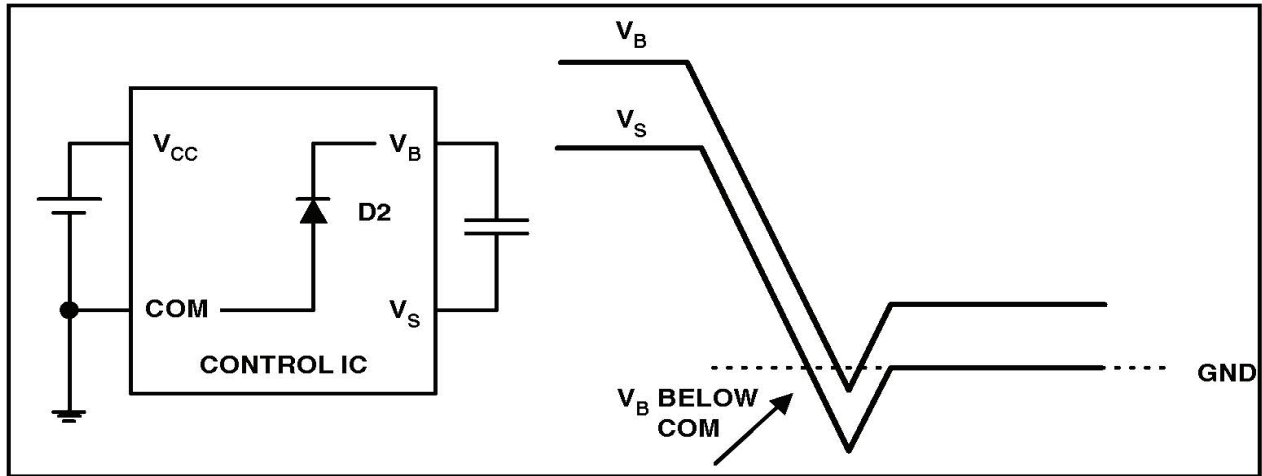 V_CC
V_B
D2
COM
V_S
CONTROL IC
V_B
V_S
GND
V_B BELOW
COM